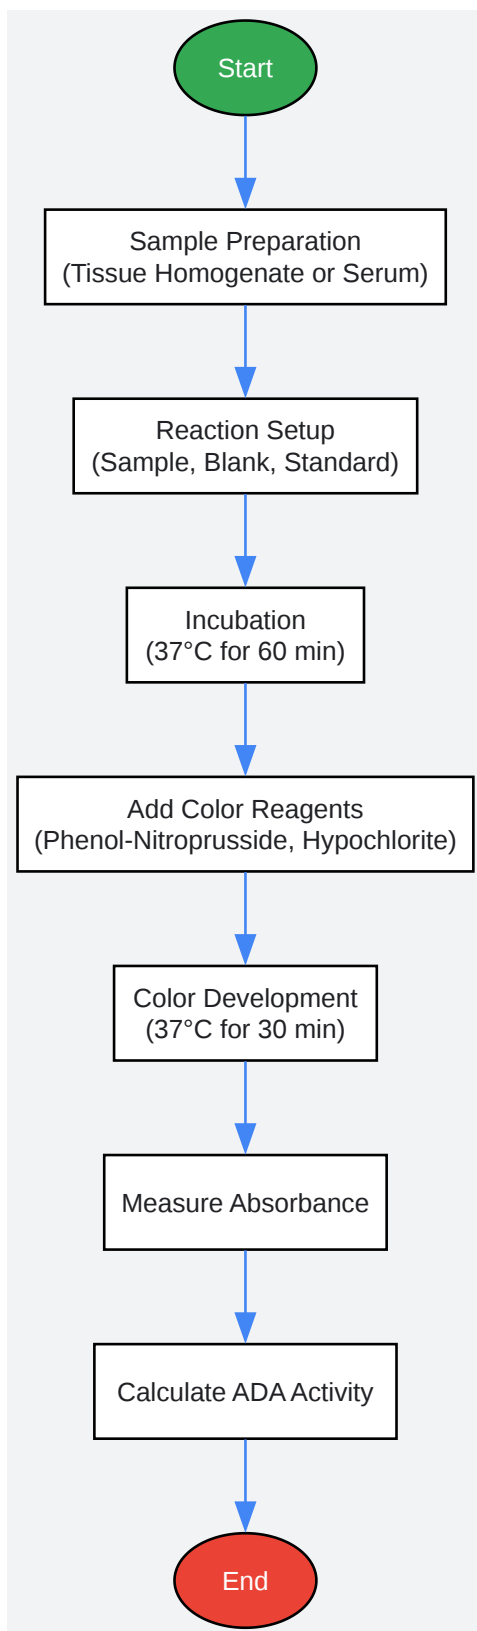 Start
Sample Preparation
(Tissue Homogenate or Serum)
Reaction Setup
(Sample, Blank, Standard)
Incubation
(37°C for 60 min)
Add Color Reagents
(Phenol-Nitroprusside, Hypochlorite)
Color Development
(37°C for 30 min)
Measure Absorbance
Calculate ADA Activity
End